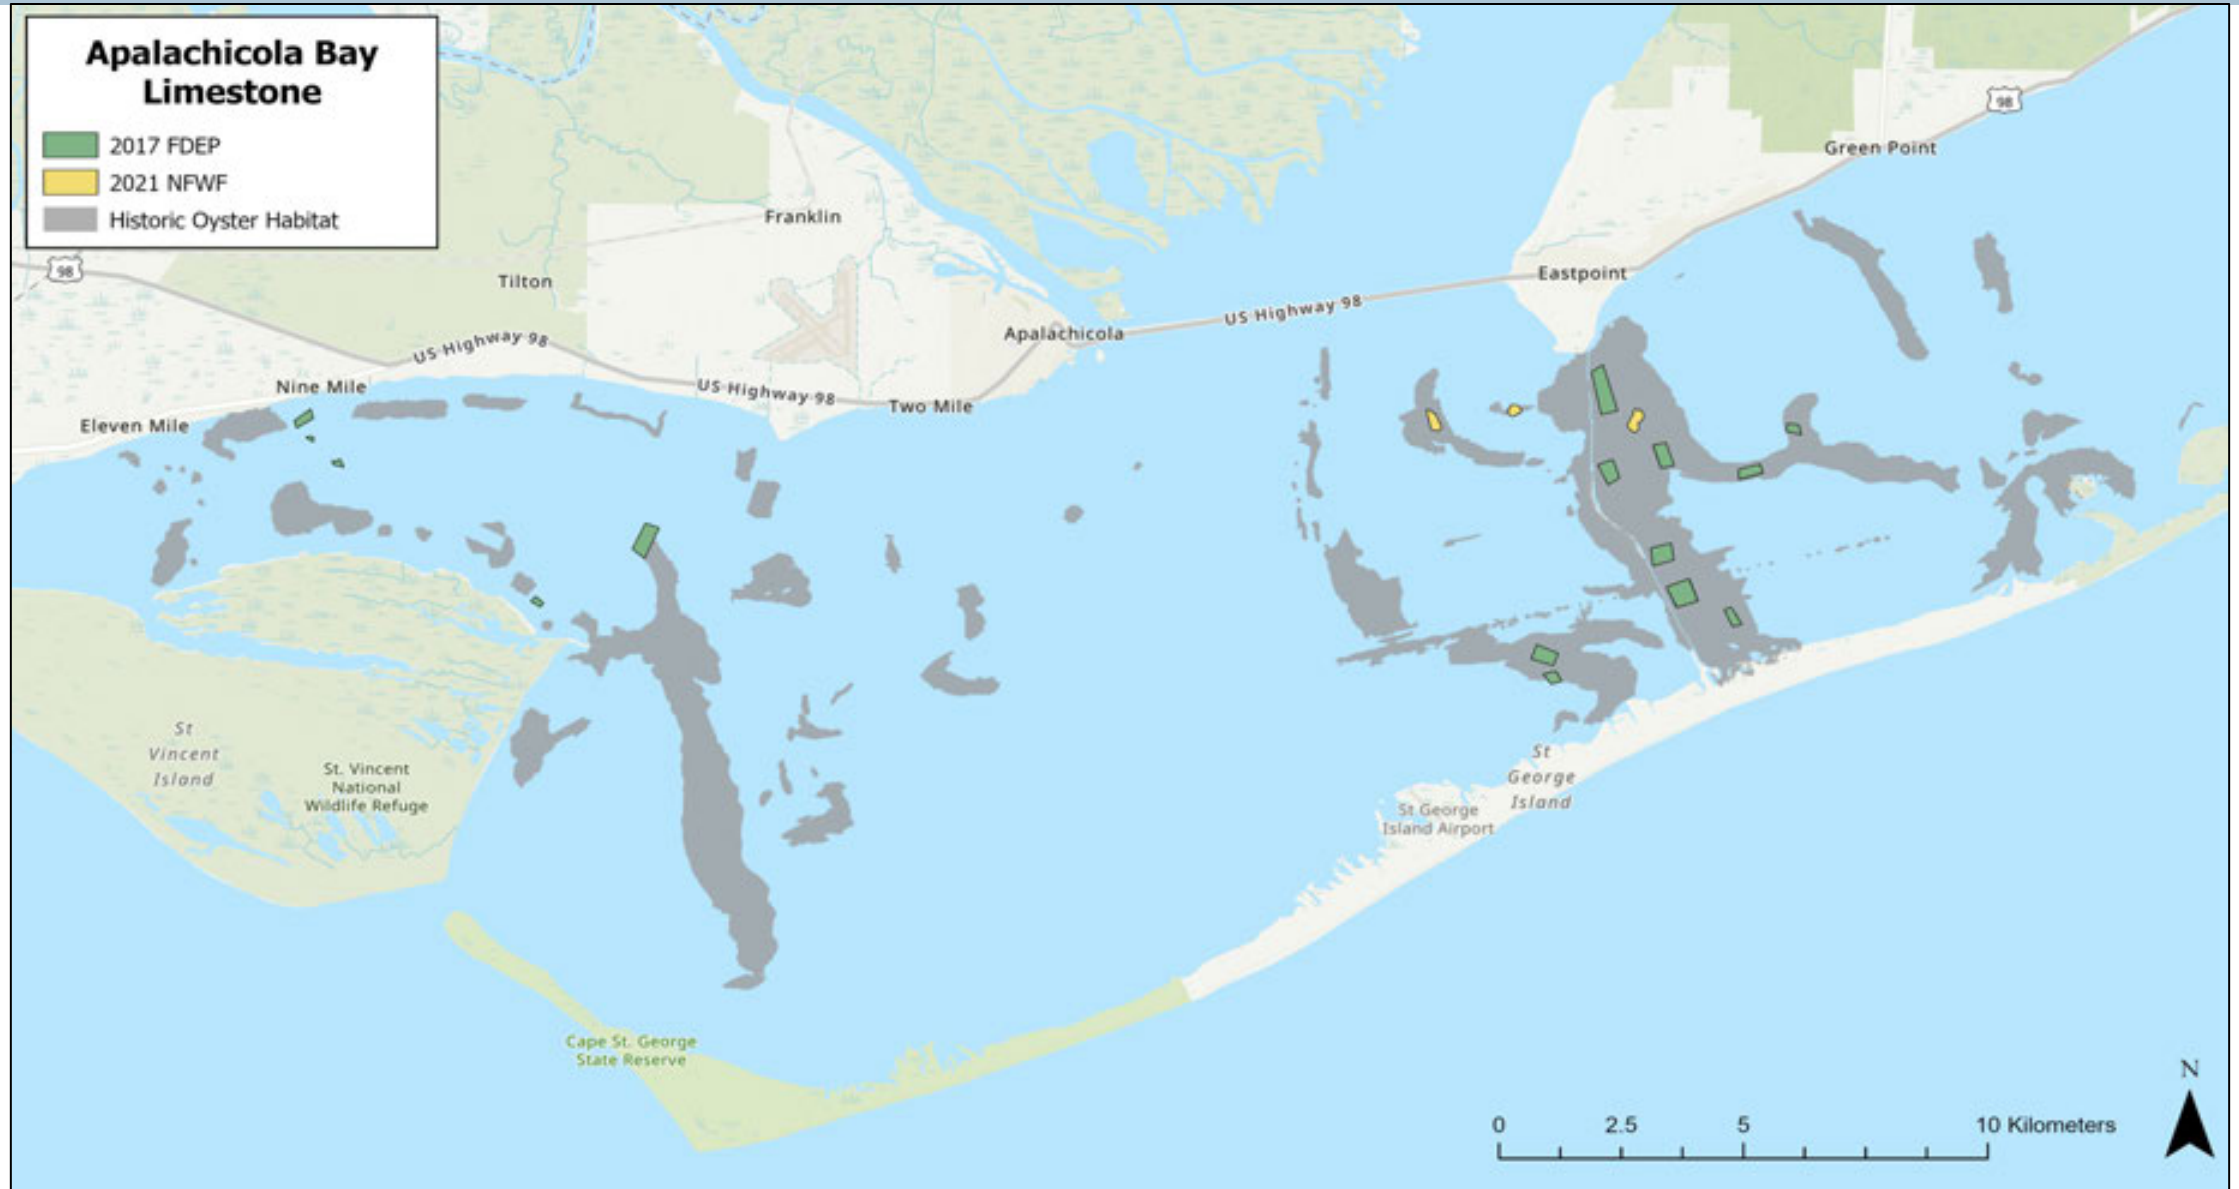 Apalachicola Bay
Limestone
2017 FDEP
2021 NFWF
Historic Oyster Habitat
98
Green Point
Franklin
98
Tilton
Eastpoint
US Highway 98
Apalachicola
US Highway 98
Nine Mile
US Highway 98
Two Mile
Eleven Mile
St
Vincent
Island
St. Vincent
National
Wildlife Refuge
St
George
Island
St George
Island Airport
Cape St. George
State Reserve
N
0 2.5 5 10 Kilometers